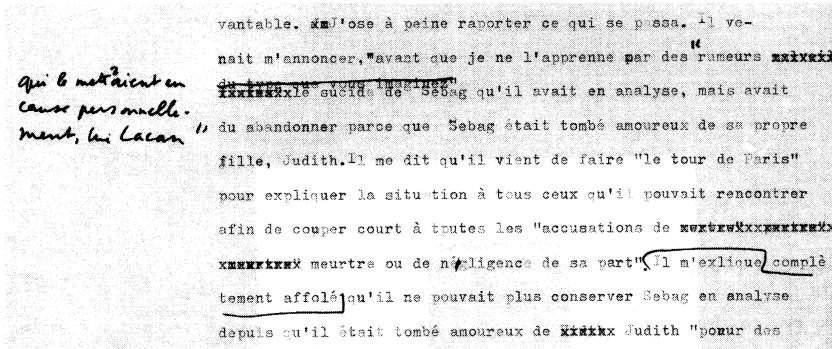 vantable. J'ose à peine raporter ce qui se passa. Il ve-
nait m'annoncer,"avant que je ne l'apprenne par des "rumeurs
qui le mettraient en
cause personnelle-
ment, lui Lacan"
du type que vous imaginez"
le sucide de Sebag qu'il avait en analyse, mais avait
du abandonner parce que Sebag était tombé amoureux de sa propre
fille, Judith.Il me dit qu'il vient de faire "le tour de Paris"
pour expliquer la situ tion à tous ceux qu'il pouvait rencontrer
afin de couper court à toutes les "accusations de
meurtre ou de négligence de sa part". Il m'exlique complè
tement affolé qu'il ne pouvait plus conserver Sebag en analyse
depuis qu'il était tombé amoureux de Judith "ponur des